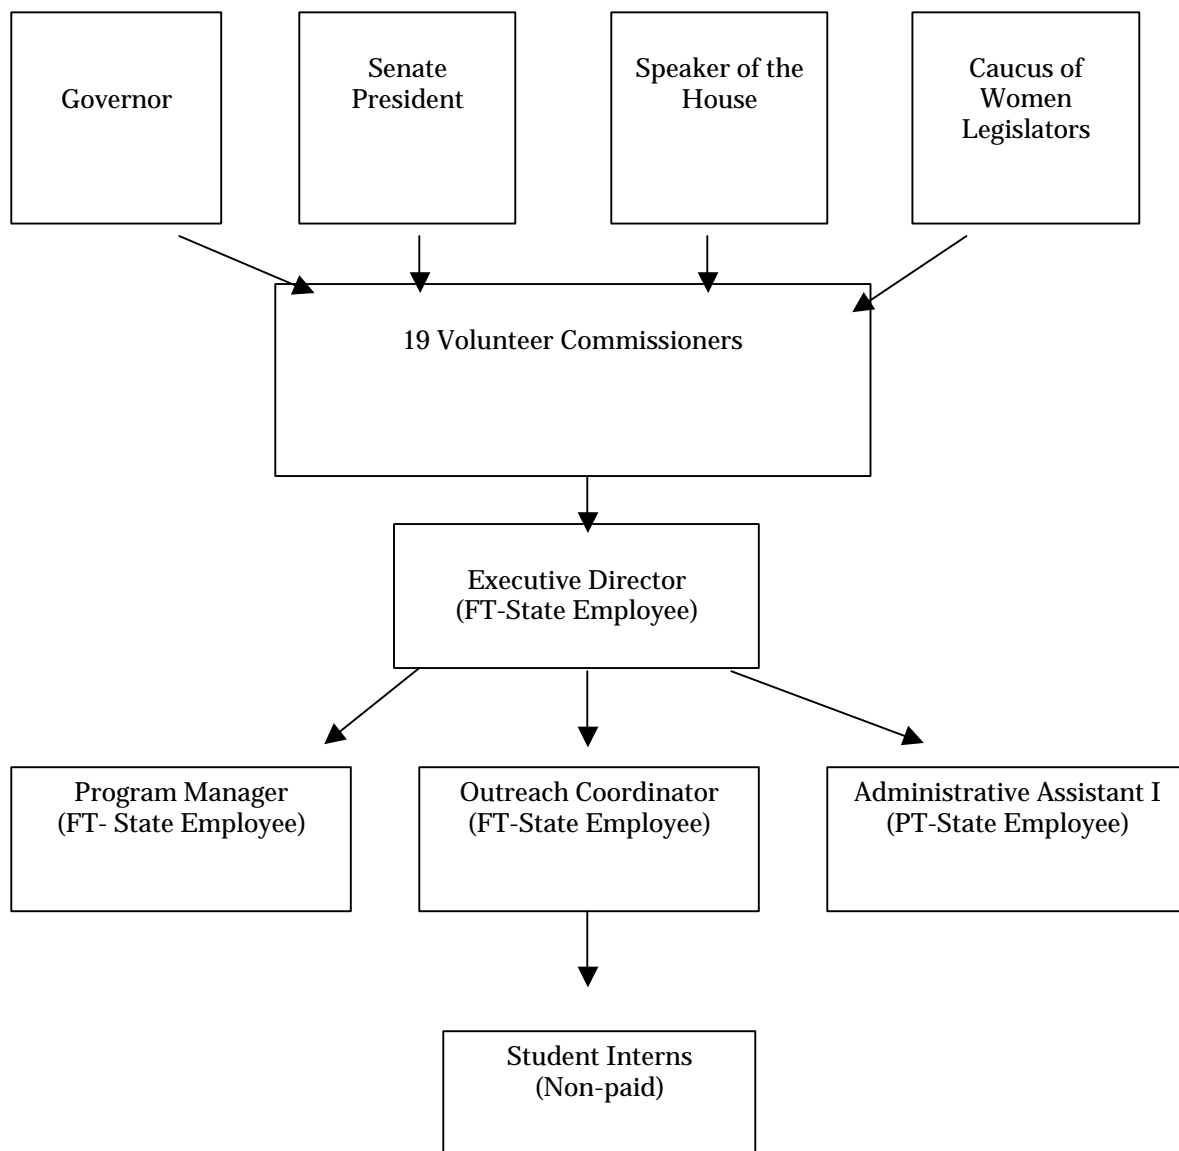 Governor
Senate
President
Speaker of the
House
Caucus of
Women
Legislators
19 Volunteer Commissioners
Executive Director
(FT-State Employee)
Program Manager
(FT- State Employee)
Outreach Coordinator
(FT-State Employee)
Administrative Assistant I
(PT-State Employee)
Student Interns
(Non-paid)